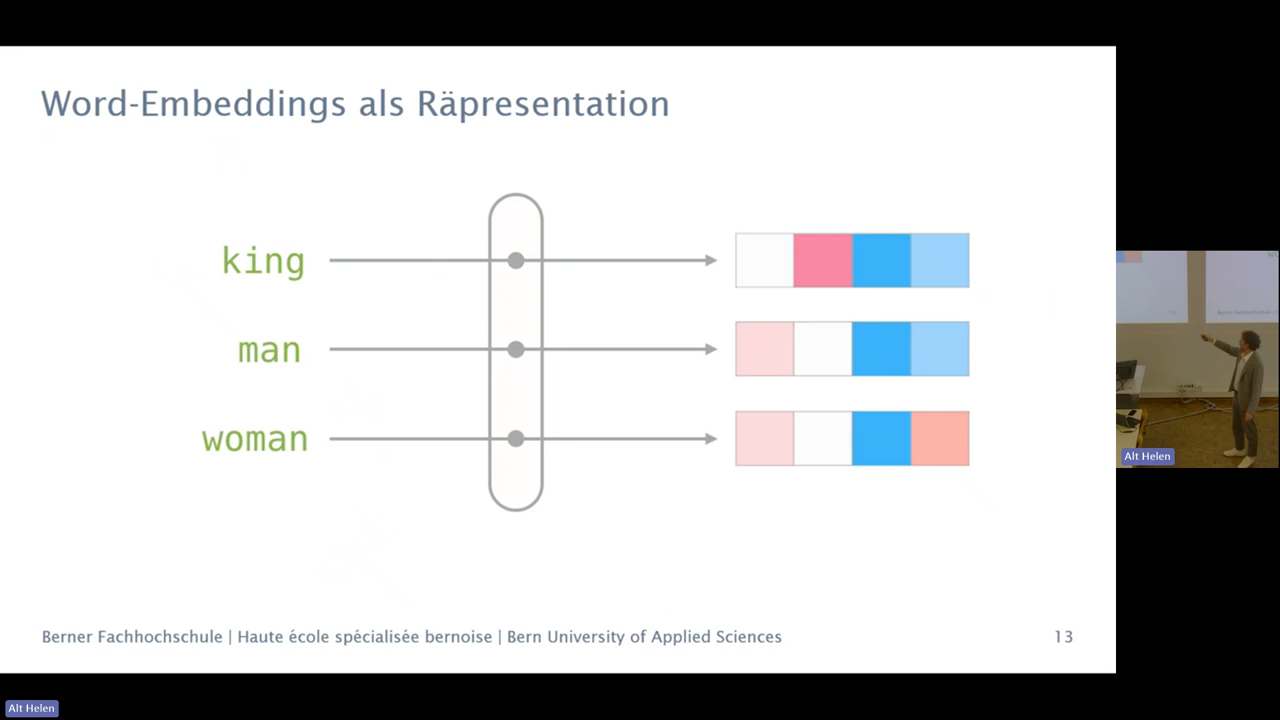 Word-Embeddings als Räpresentation
king
man
woman
Berner Fachhochschule | Haute école spécialisée bernoise | Bern University of Applied Sciences
13
Alt Helen
Alt Helen